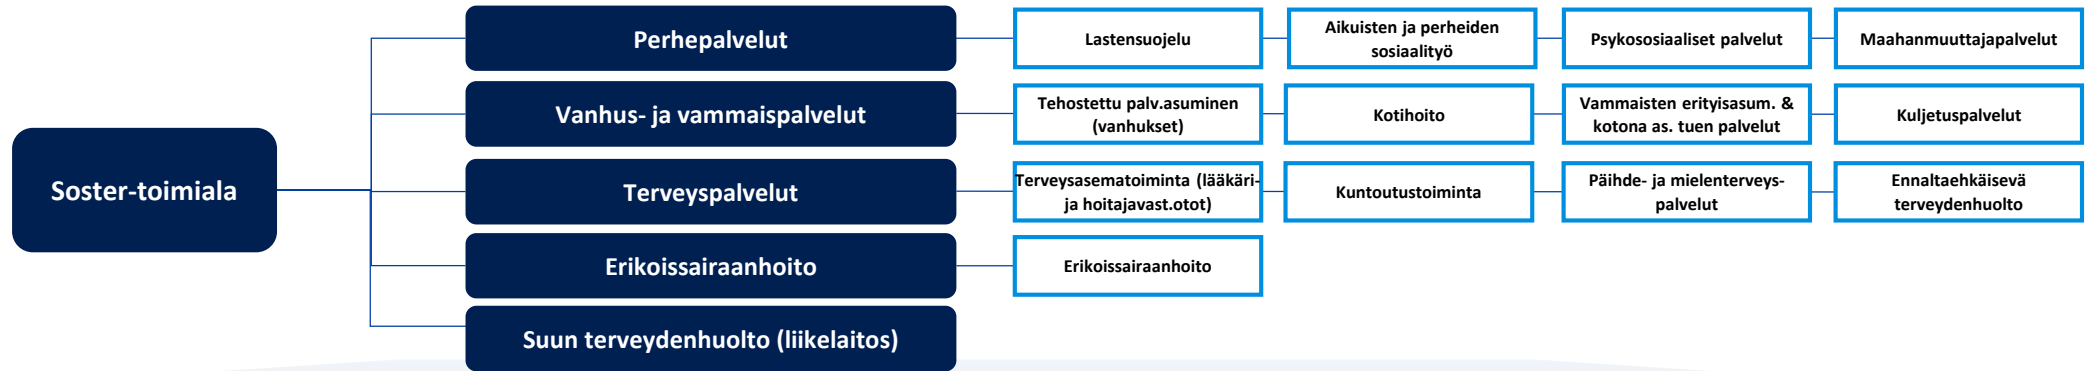 Soster-toimiala
Perhepalvelut
Lastensuojelu
Aikuisten ja perheiden
sosiaalityö
Psykososiaaliset palvelut
Maahanmuuttajapalvelut
Vanhus- ja vammaispalvelut
Tehostettu palv.asuminen
(vanhukset)
Kotihoito
Vammaisten erityisasum. &
kotona as. tuen palvelut
Kuljetuspalvelut
Terveyspalvelut
Terveysasematoiminta (lääkäri-
ja hoitajavast.otot)
Kuntoutustoiminta
Päihde- ja mielenterveys-
palvelut
Ennaltaehkäisevä
terveydenhuolto
Erikoissairaanhoito
Erikoissairaanhoito
Suun terveydenhuolto (liikelaitos)